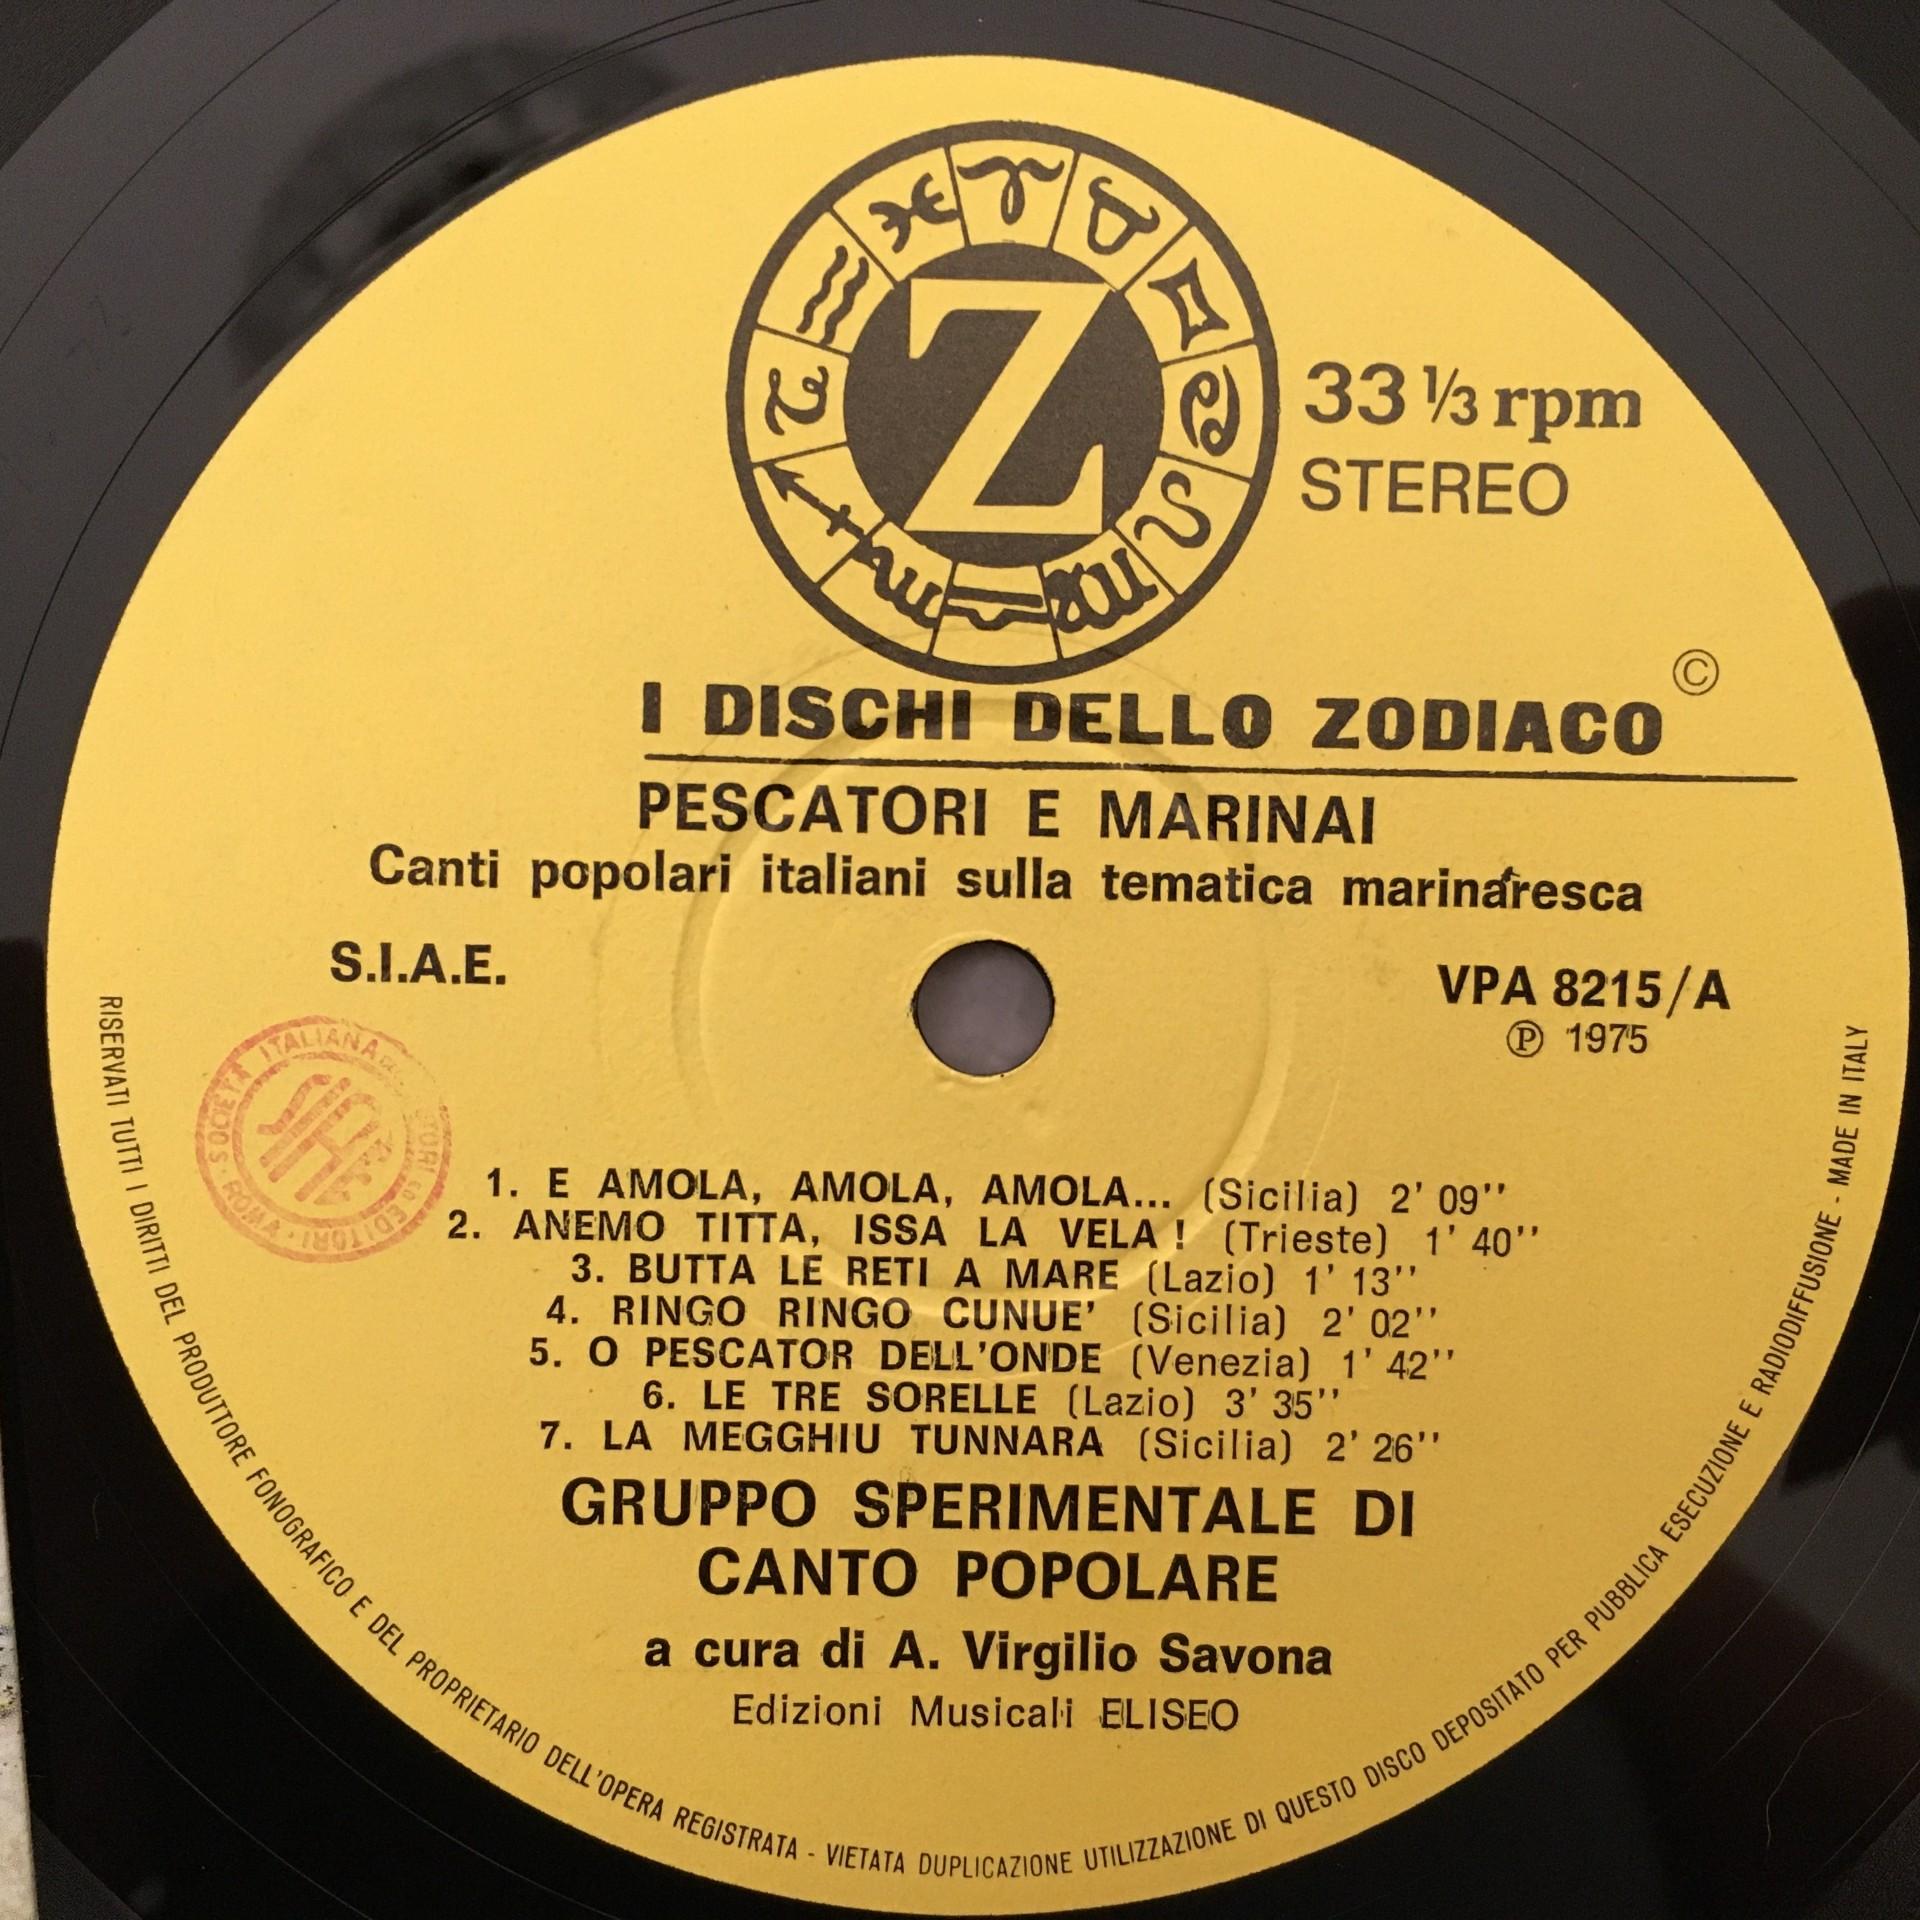 Z
33 1/3 rpm
STEREO
I DISCHI DELLO ZODIACO ©
PESCATORI E MARINAI
Canti popolari italiani sulla tematica marinaresca
S.I.A.E.
VPA 8215/A
℗ 1975
SOCIETÀ ITALIANA EDITORI · ROMA ·
SIAE
1. E AMOLA, AMOLA, AMOLA... (Sicilia) 2' 09''
2. ANEMO TITTA, ISSA LA VELA! (Trieste) 1' 40''
3. BUTTA LE RETI A MARE (Lazio) 1' 13''
4. RINGO RINGO CUNUE' (Sicilia) 2' 02''
5. O PESCATOR DELL'ONDE (Venezia) 1' 42''
6. LE TRE SORELLE (Lazio) 3' 35''
7. LA MEGGHIU TUNNARA (Sicilia) 2' 26''
GRUPPO SPERIMENTALE DI
CANTO POPOLARE
a cura di A. Virgilio Savona
Edizioni Musicali ELISEO
RISERVATI TUTTI I DIRITTI DEL PRODUTTORE FONOGRAFICO E DEL PROPRIETARIO DELL'OPERA REGISTRATA - VIETATA DUPLICAZIONE UTILIZZAZIONE DI QUESTO DISCO DEPOSITATO PER PUBBLICA ESECUZIONE E RADIODIFFUSIONE - MADE IN ITALY